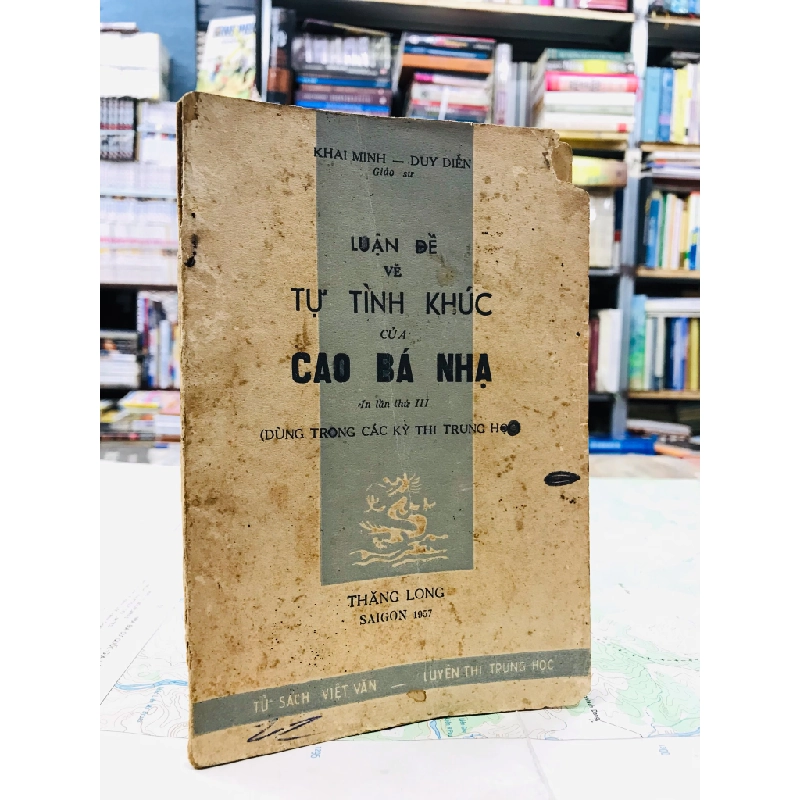 KHAI MINH — DUY DIỄN
Giáo sư
LUẬN ĐỀ
VỀ
TỰ TÌNH KHÚC
CỦA
CAO BÁ NHẠ
In lần thứ III
(DÙNG TRONG CÁC KỲ THI TRUNG HỌC)
THĂNG LONG
SAIGON 1957
TỦ SÁCH VIỆT VĂN — LUYỆN THI TRUNG HỌC